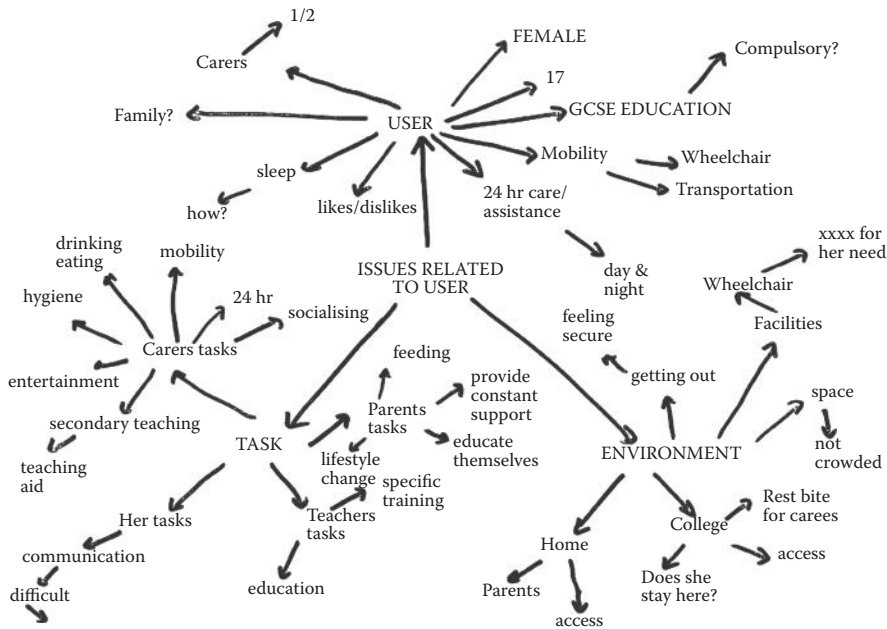 1/2
Carers
FEMALE
17
Compulsory?
GCSE EDUCATION
Family?
USER
Mobility
Wheelchair
Transportation
sleep
how?
likes/dislikes
24 hr care/
assistance
day &
night
ISSUES RELATED
TO USER
drinking
eating
mobility
hygiene
24 hr
socialising
Carers tasks
entertainment
secondary teaching
teaching
aid
feeling
secure
getting out
Wheelchair
xxxx for
her need
Facilities
space
not
crowded
feeding
Parents
tasks
provide
constant
support
educate
themselves
lifestyle
change
TASK
ENVIRONMENT
specific
training
Teachers
tasks
education
Her tasks
communication
difficult
Home
Parents
access
College
Rest bite
for carees
access
Does she
stay here?